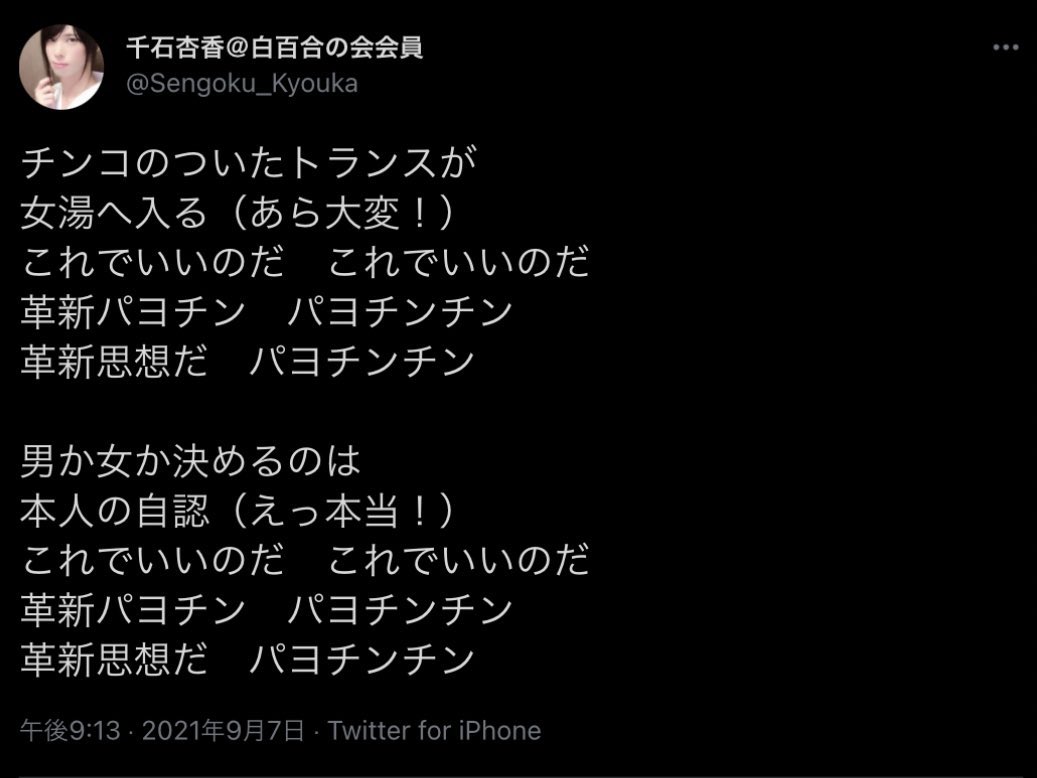 千石杏香@白百合の会会員
@Sengoku_Kyouka
チンコのついたトランスが
女湯へ入る（あら大変！）
これでいいのだ　これでいいのだ
革新パヨチン　パヨチンチン
革新思想だ　パヨチンチン
男か女か決めるのは
本人の自認（えっ本当！）
これでいいのだ　これでいいのだ
革新パヨチン　パヨチンチン
革新思想だ　パヨチンチン
午後9:13 · 2021年9月7日 · Twitter for iPhone